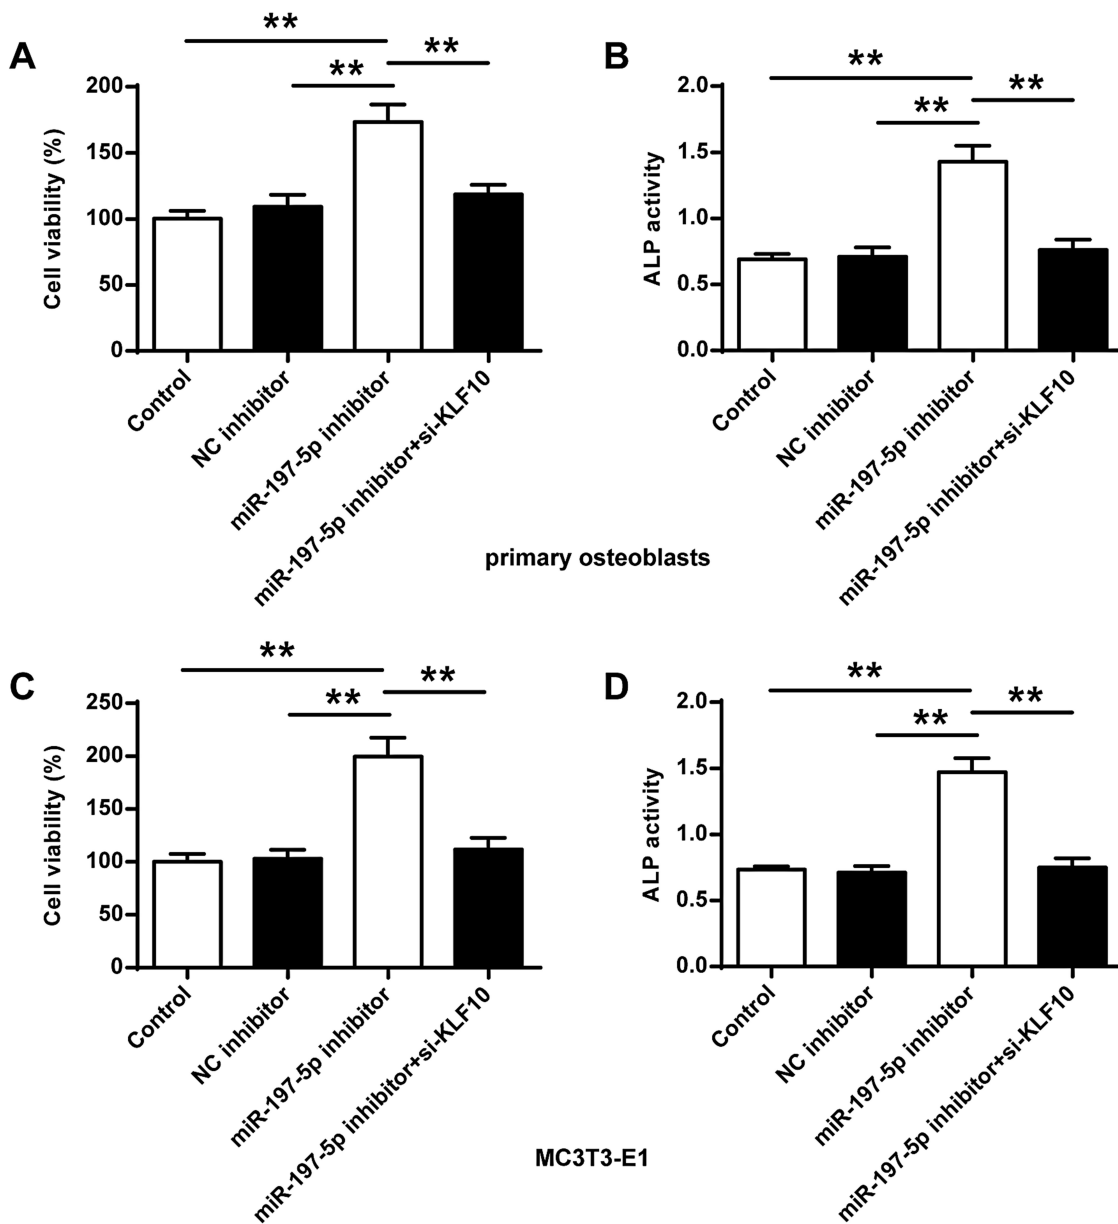 A
** 
**
**
Cell viability (%)
200
150
100
50
0
Control
NC inhibitor
miR-197-5p inhibitor
miR-197-5p inhibitor+si-KLF10
B
**
**
**
ALP activity
2.0
1.5
1.0
0.5
0.0
Control
NC inhibitor
miR-197-5p inhibitor
miR-197-5p inhibitor+si-KLF10
primary osteoblasts
C
**
**
**
Cell viability (%)
250
200
150
100
50
0
Control
NC inhibitor
miR-197-5p inhibitor
miR-197-5p inhibitor+si-KLF10
D
**
**
**
ALP activity
2.0
1.5
1.0
0.5
0.0
Control
NC inhibitor
miR-197-5p inhibitor
miR-197-5p inhibitor+si-KLF10
MC3T3-E1